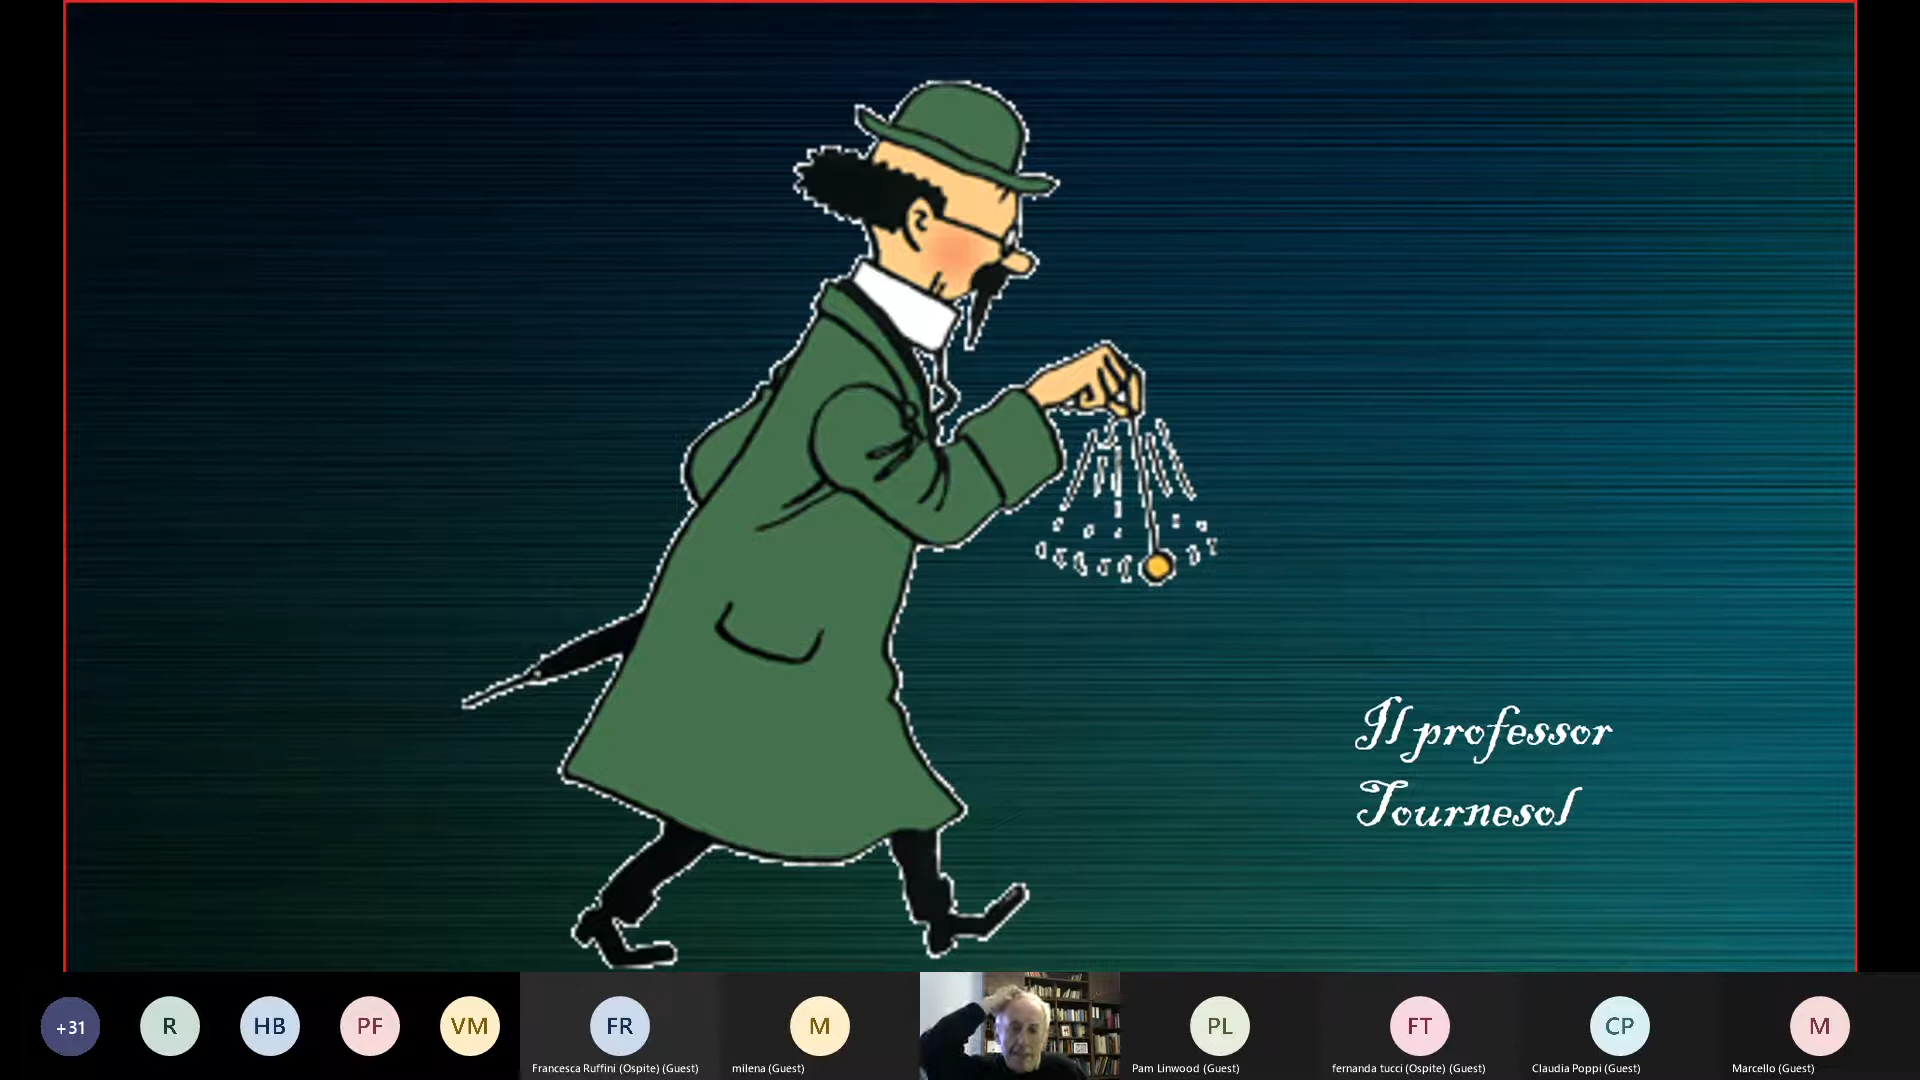 Il professor
Tournesol
+31
R
HB
PF
VM
FR
M
PL
FT
CP
M
Francesca Ruffini (Ospite) (Guest)
milena (Guest)
Pam Linwood (Guest)
fernanda tucci (Ospite) (Guest)
Claudia Poppi (Guest)
Marcello (Guest)